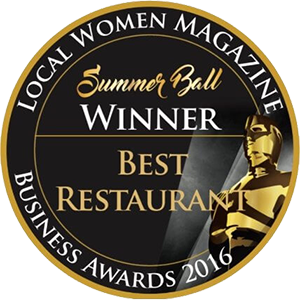 LOCAL WOMEN MAGAZINE
Summer Ball
WINNER
BEST
RESTAURANT
BUSINESS AWARDS 2016